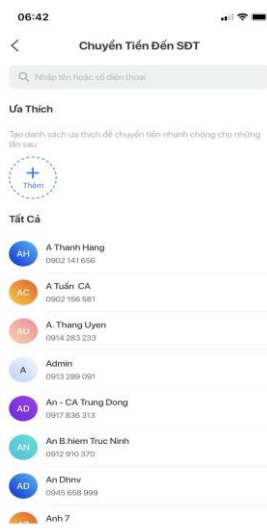 06:42
Chuyển Tiền Đến SĐT
Nhập tên hoặc số điện thoại
Ưa Thích
Tạo danh sách ưa thích để chuyển tiền nhanh chóng cho những
lần sau
Thêm
Tất Cả
AH
A Thanh Hang
0902 141 656
AC
A Tuấn CA
0902 156 581
AU
A. Thang Uyen
0914 283 233
A
Admin
0913 289 091
AD
An - CA Trung Dong
0917 836 313
AN
An B.hiem Truc Ninh
0912 910 370
AD
An Dhnv
0945 658 999
A7
Anh 7